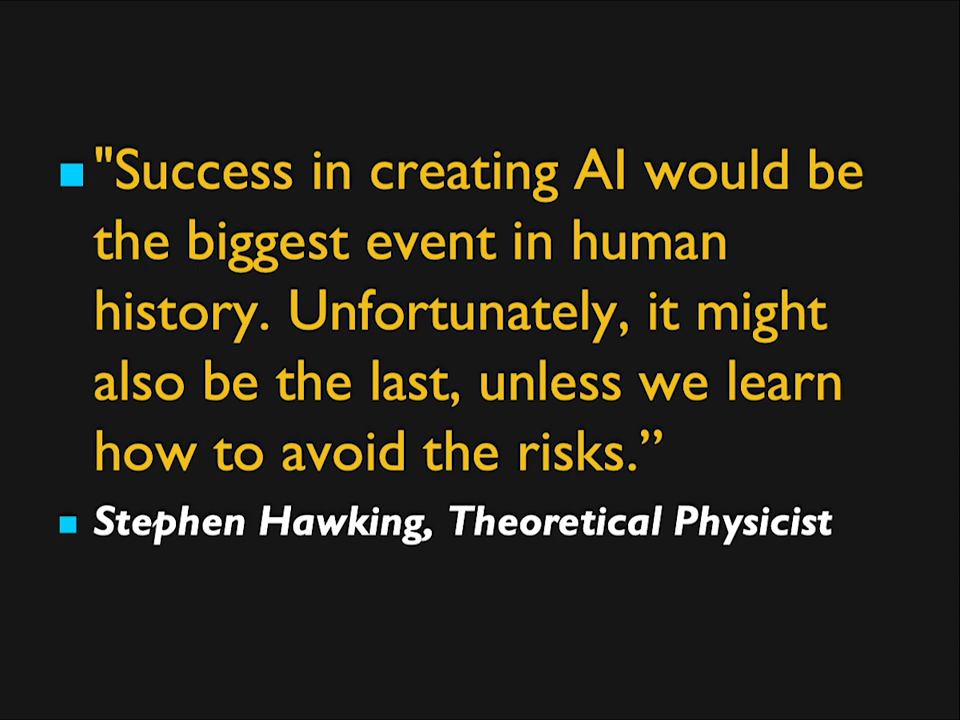 "Success in creating AI would be
the biggest event in human
history. Unfortunately, it might
also be the last, unless we learn
how to avoid the risks.”
Stephen Hawking, Theoretical Physicist